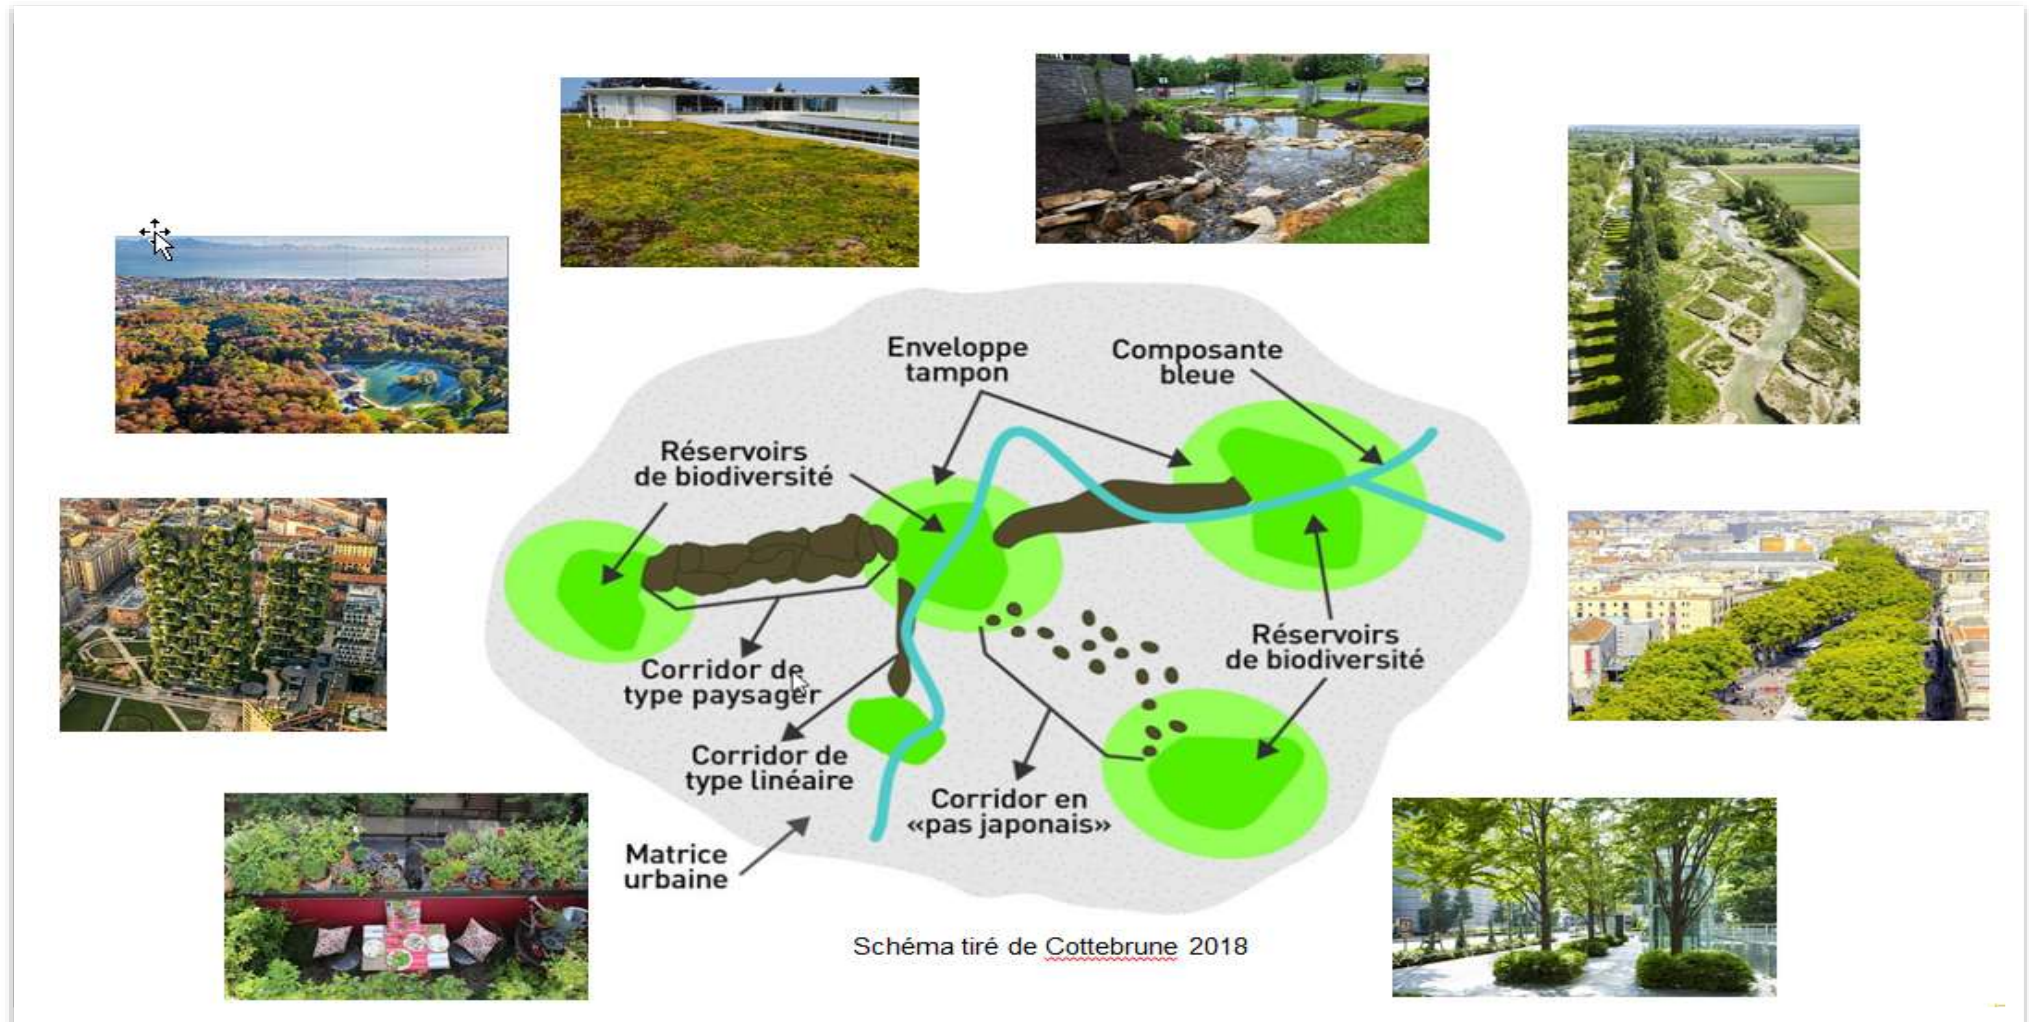 Enveloppe
tampon
Composante
bleue
Réservoirs
de biodiversité
Corridor de
type paysager
Réservoirs
de biodiversité
Corridor de
type linéaire
Corridor en
«pas japonais»
Matrice
urbaine
Schéma tiré de Cottebrune 2018